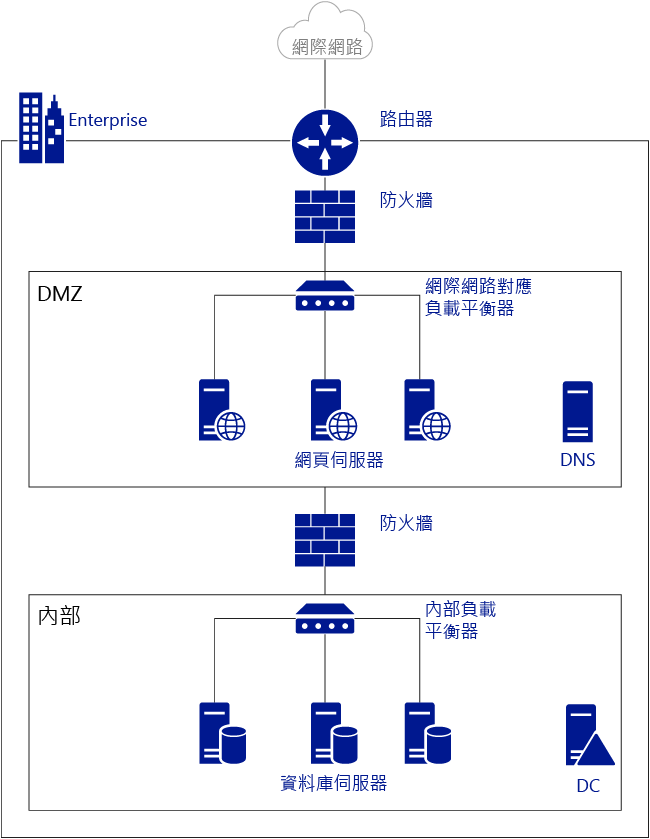 網際網路
Enterprise
路由器
防火牆
DMZ
網際網路對應
負載平衡器
網頁伺服器
DNS
防火牆
內部
內部負載
平衡器
資料庫伺服器
DC